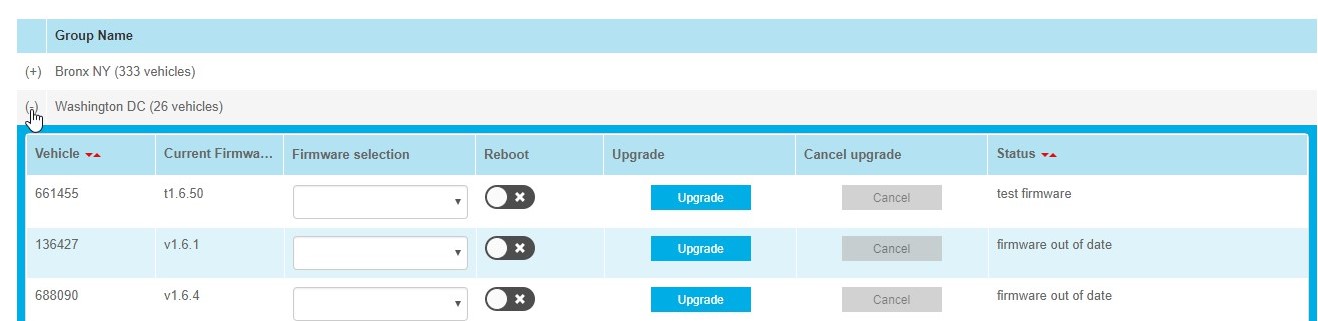 Group Name
(+) Bronx NY (333 vehicles)
(-) Washington DC (26 vehicles)
Vehicle Current Firmwa... Firmware selection Reboot Upgrade Cancel upgrade Status
661455 t1.6.50 Upgrade Cancel test firmware
136427 v1.6.1 Upgrade Cancel firmware out of date
688090 v1.6.4 Upgrade Cancel firmware out of date